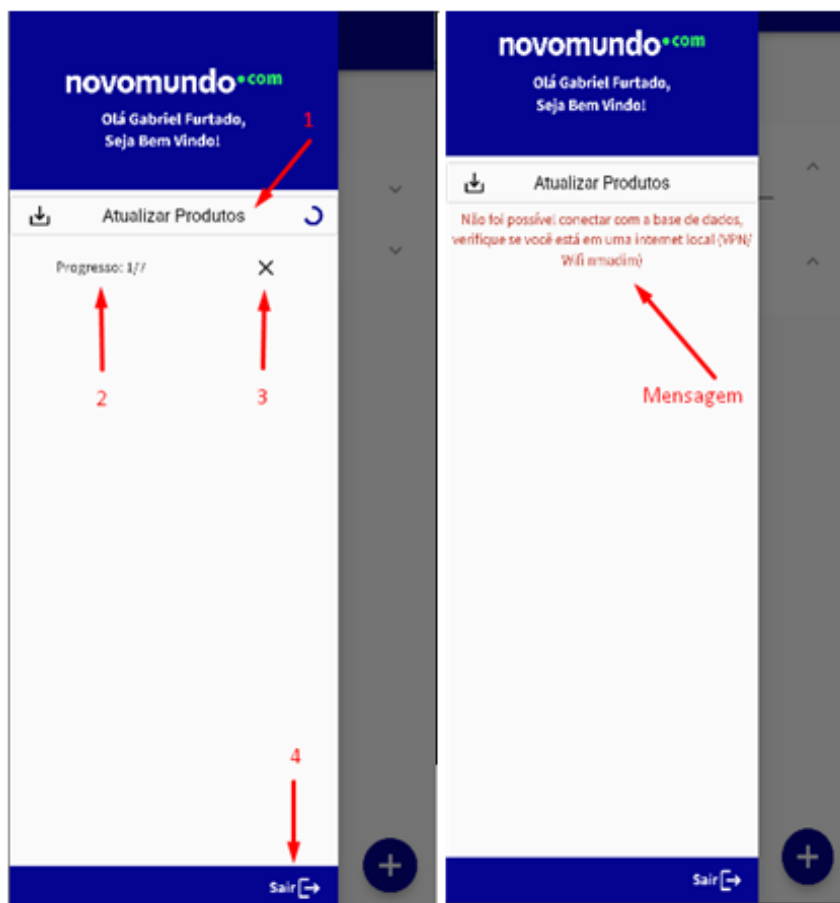 novomundo•com
Olá Gabriel Furtado,
Seja Bem Vindo!
1
Atualizar Produtos
Progresso: 1/7
2
3
4
Sair
novomundo•com
Olá Gabriel Furtado,
Seja Bem Vindo!
Atualizar Produtos
Não foi possível conectar com a base de dados,
verifique se você está em uma internet local (VPN/
Wifi nmadim)
Mensagem
Sair